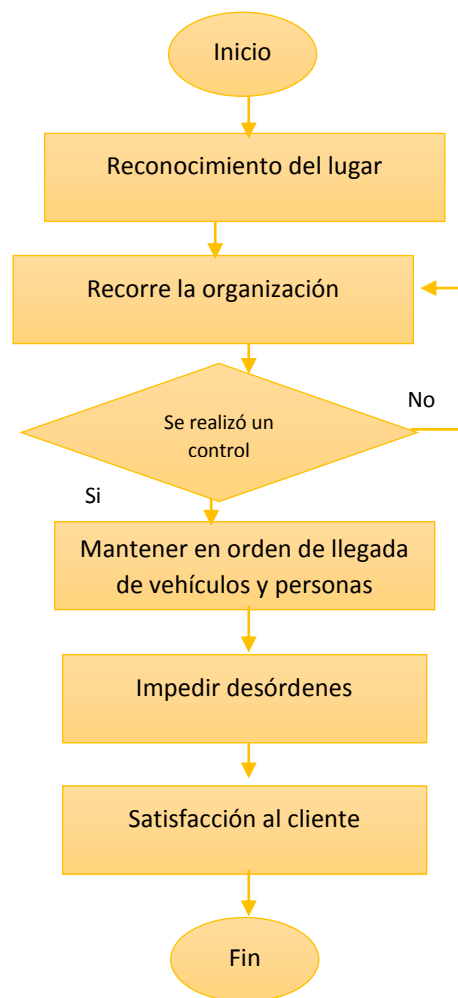 Inicio
Reconocimiento del lugar
Recorre la organización
Se realizó un
control
No
Si
Mantener en orden de llegada
de vehículos y personas
Impedir desórdenes
Satisfacción al cliente
Fin